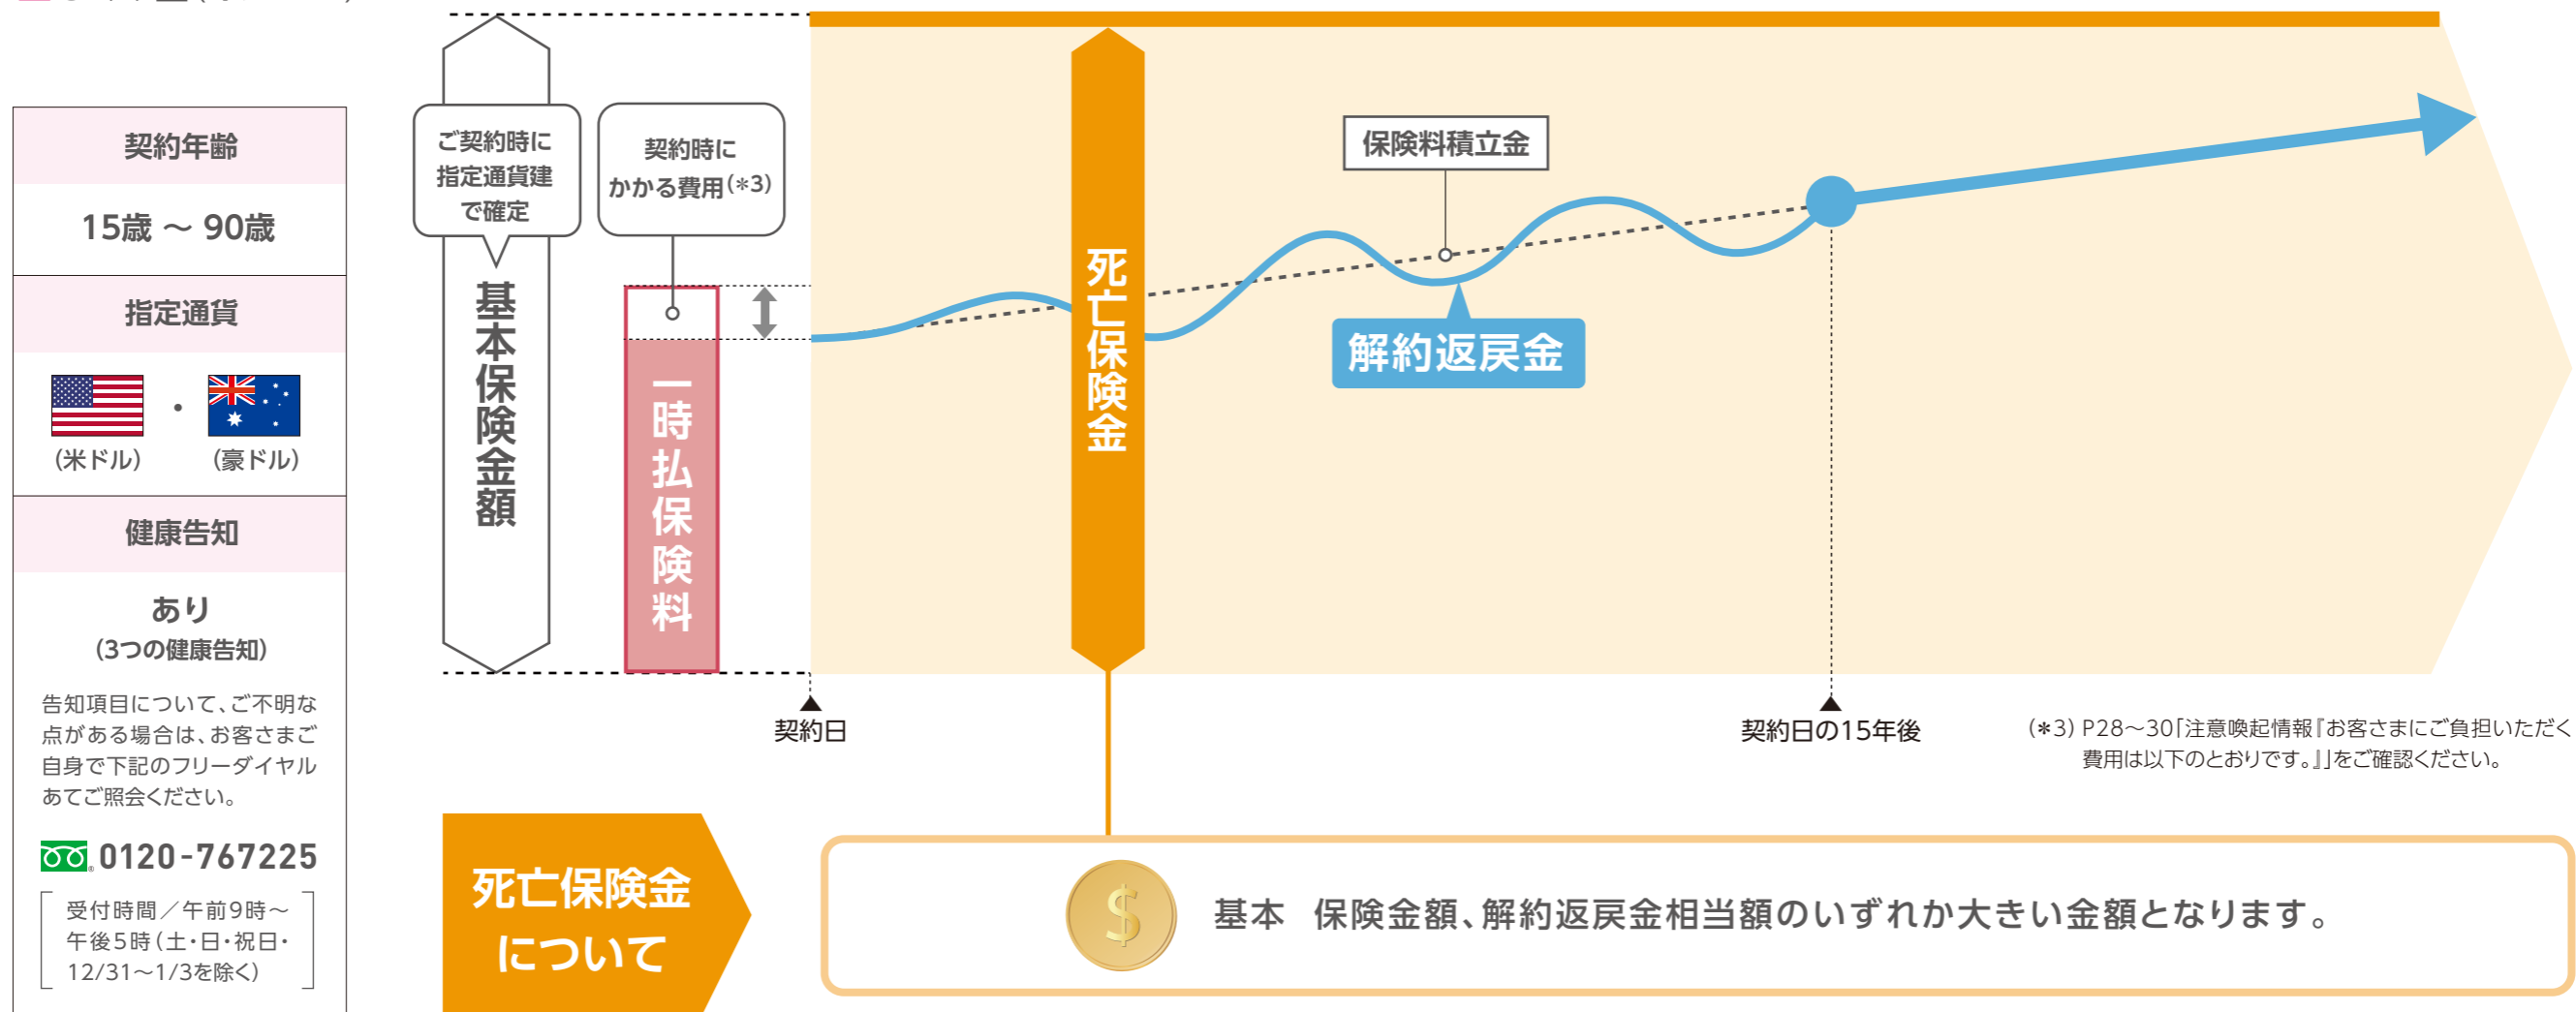 契約年齢
15歳 ～ 90歳
指定通貨
・
(米ドル)
(豪ドル)
健康告知
あり
(3つの健康告知)
告知項目について、ご不明な
点がある場合は、お客さまご
自身で下記のフリーダイヤル
あてご照会ください。
0120-767225
受付時間／午前9時～
午後5時(土・日・祝日・
12/31～1/3を除く)
ご契約時に
指定通貨建
で確定
基本保険金額
契約時に
かかる費用(*3)
一時払保険料
死亡保険金
保険料積立金
解約返戻金
契約日
契約日の15年後
(*3) P28～30「注意喚起情報『お客さまにご負担いただく
費用は以下のとおりです。』」をご確認ください。
死亡保険金
について
$
基本 保険金額、解約返戻金相当額のいずれか大きい金額となります。